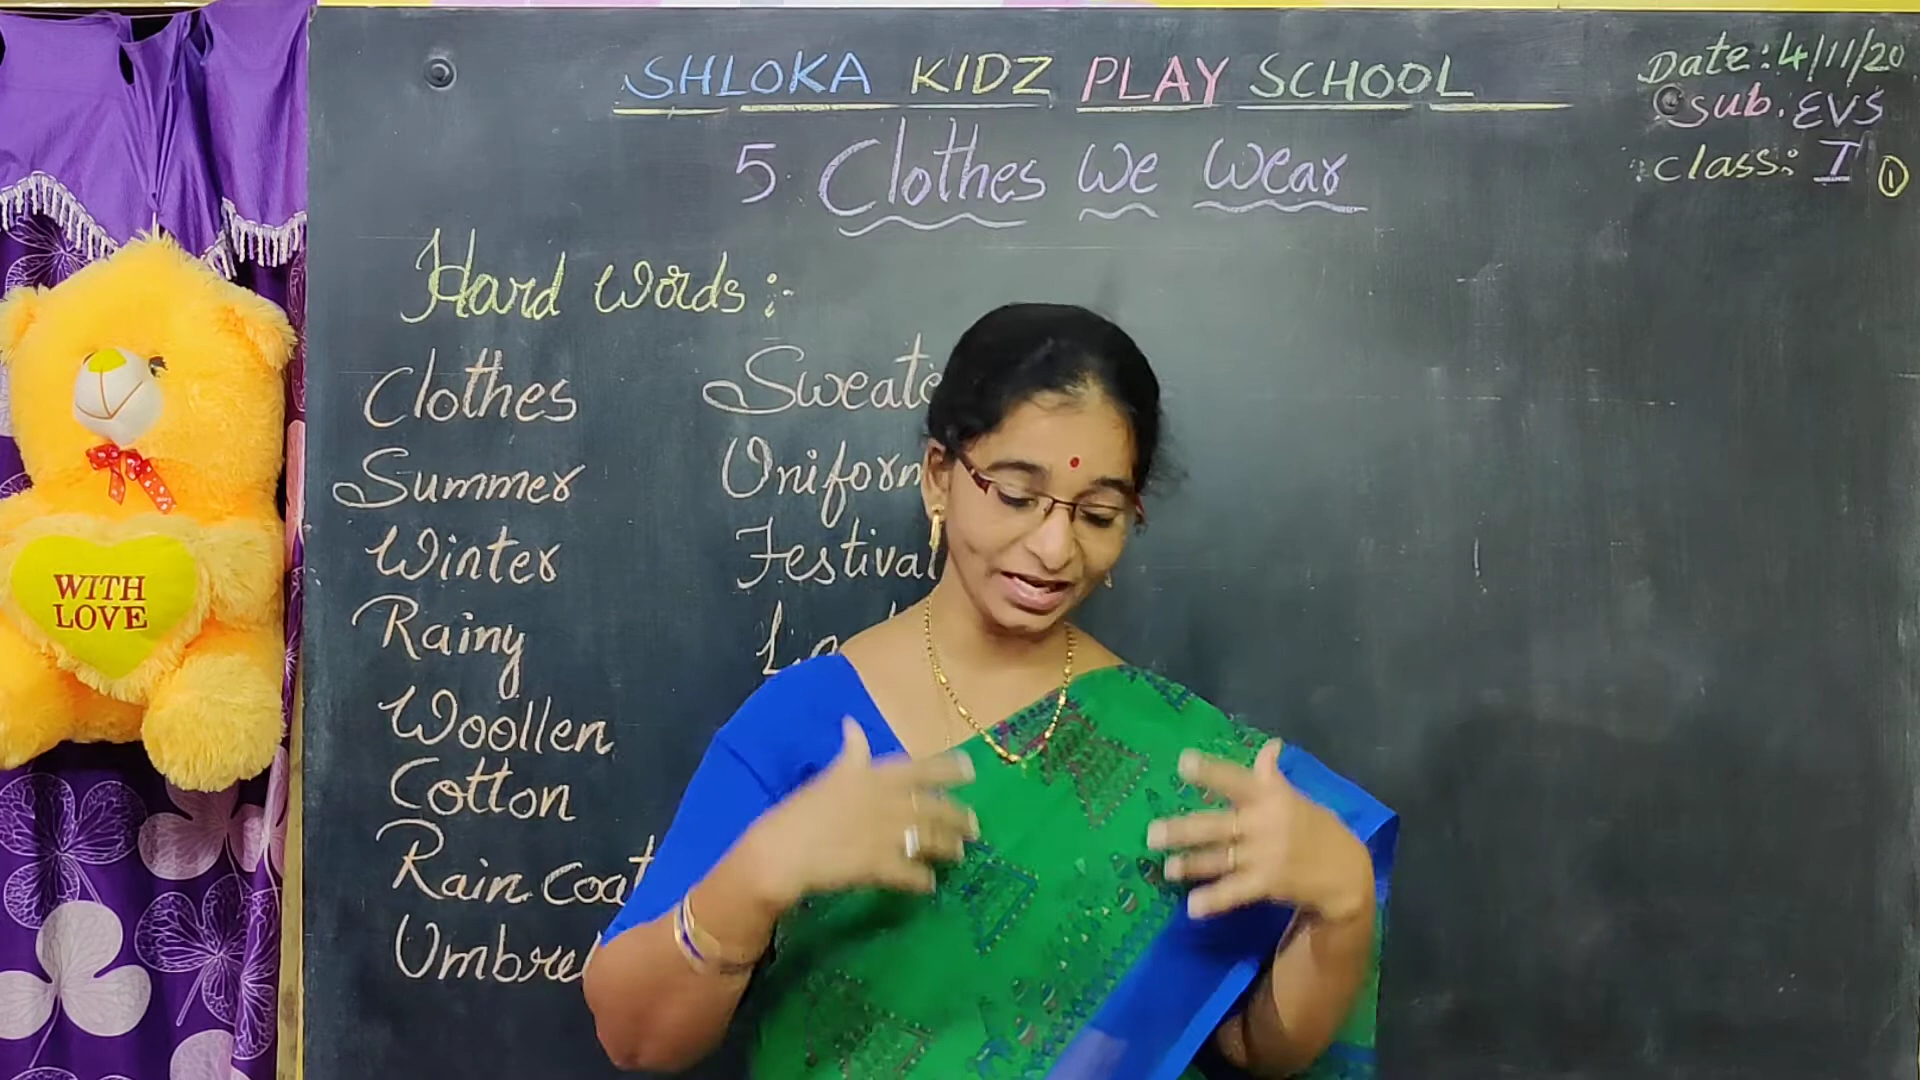 SHLOKA KIDZ PLAY SCHOOL
Date: 4/11/20
Sub. EVS
Class: I ①
5 Clothes We Wear
Hard Words:-
Clothes
Summer
Winter
Rainy
Woollen
Cotton
Rain coat
Festival
WITH
LOVE